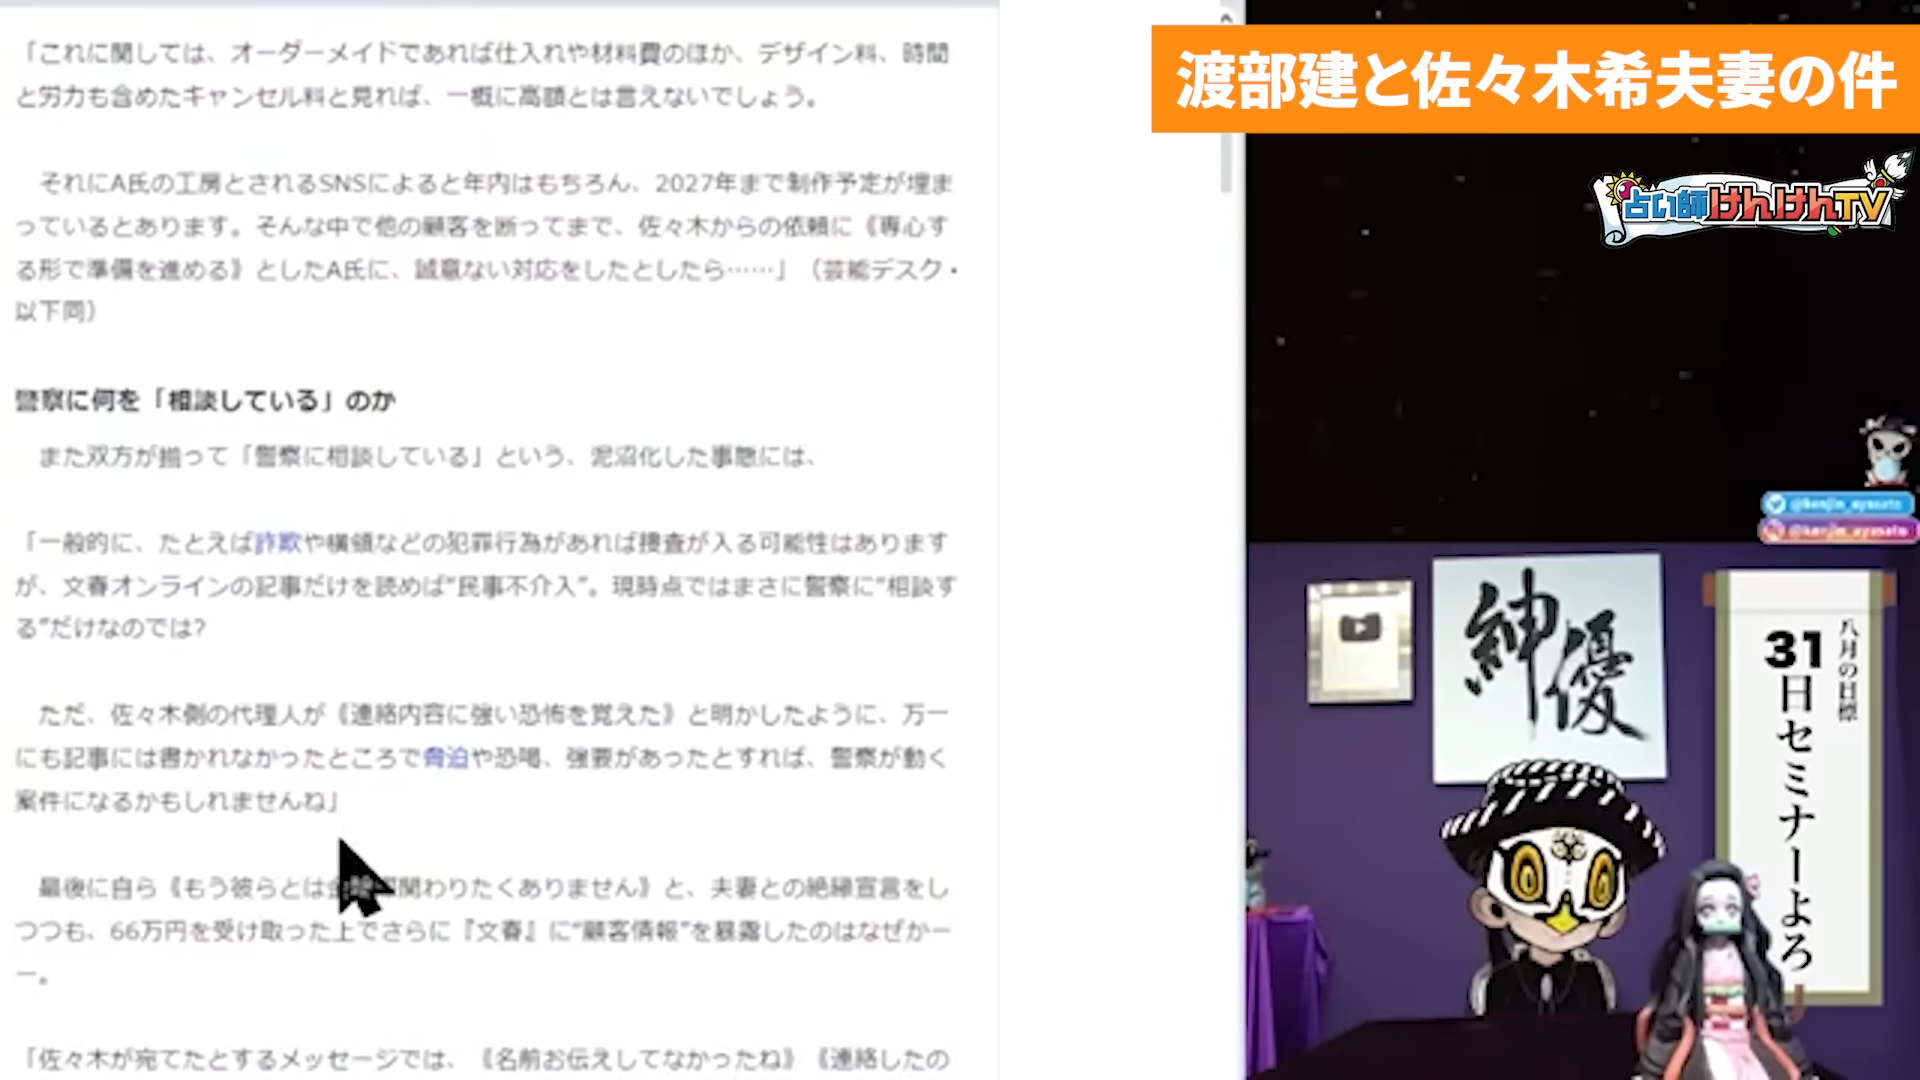 「これに関しては、オーダーメイドであれば仕入れや材料費のほか、デザイン料、時間
と労力も含めたキャンセル料と見れば、一概に高額とは言えないでしょう。
それにA氏の工房とされるSNSによると年内はもちろん、2027年まで制作予定が埋ま
っているとあります。そんな中で他の顧客を断ってまで、佐々木からの依頼に《専心す
る形で準備を進める》としたA氏に、誠意ない対応をしたとしたら……」（芸能デスク・
以下同）
警察に何を「相談している」のか
また双方が揃って「警察に相談している」という、泥沼化した事態には、
「一般的に、たとえば詐欺や横領などの犯罪行為があれば捜査が入る可能性はあります
が、文春オンラインの記事だけを読めば“民事不介入”。現時点ではまさに警察に“相談す
る”だけなのでは?
ただ、佐々木側の代理人が《連絡内容に強い恐怖を覚えた》と明かしたように、万一
にも記事には書かれなかったところで脅迫や恐喝、強要があったとすれば、警察が動く
案件になるかもしれませんね」
最後に自ら《もう彼らとは金関わりたくありません》と、夫妻との絶縁宣言をし
つつも、66万円を受け取った上でさらに『文春』に“顧客情報”を暴露したのはなぜかー
ー。
「佐々木が宛てたとするメッセージでは、《名前お伝えしてなかったね》《連絡したの
渡部建と佐々木希夫妻の件
占い師けんけんTV
@kenjin_ayasato
@kenjin_ayasato
紳優
八月の目標
31日セミナーよろ